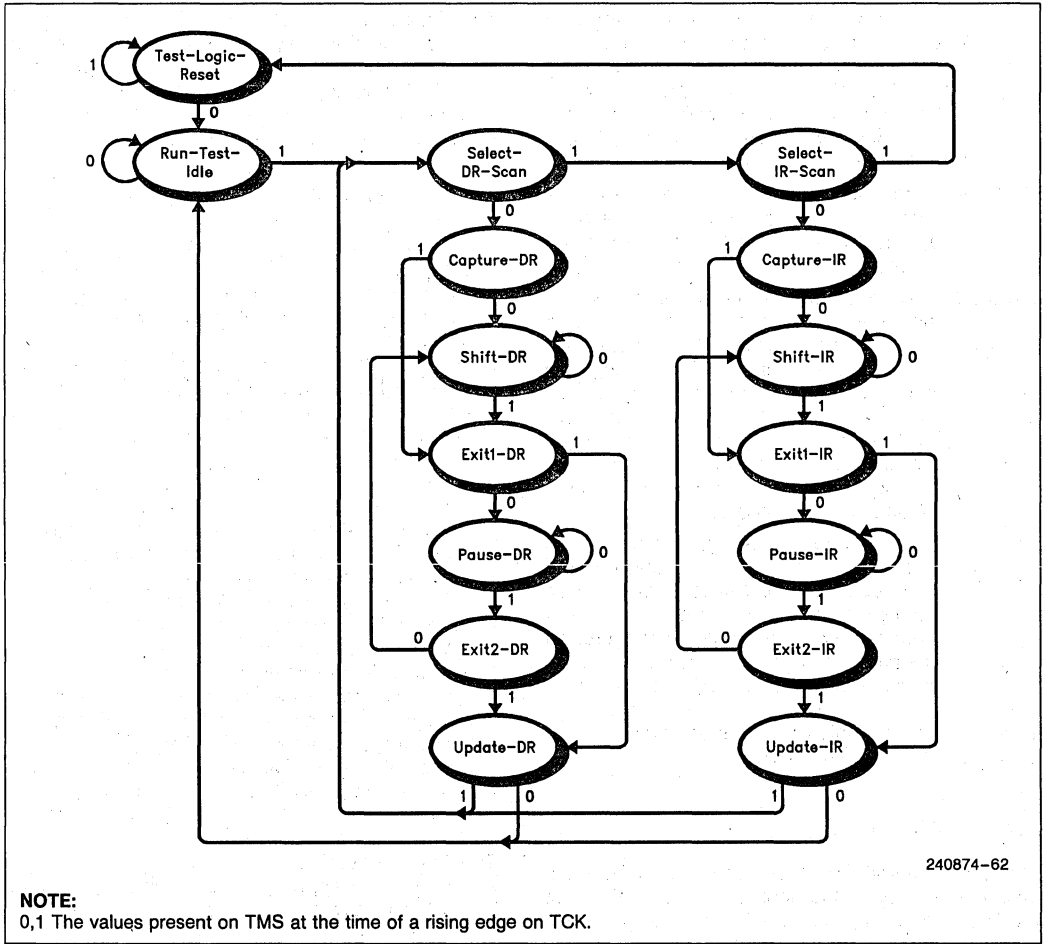 Test-Logic-
Reset
1
0
Run-Test-
Idle
0
1
Select-
DR-Scan
1
0
Select-
IR-Scan
1
0
Capture-DR
1
0
Capture-IR
1
0
Shift-DR
0
1
Shift-IR
0
1
Exit1-DR
1
0
Exit1-IR
1
0
Pause-DR
0
1
Pause-IR
0
1
Exit2-DR
0
1
Exit2-IR
0
1
Update-DR
1
0
Update-IR
1
0
240874-62
NOTE:
0,1 The values present on TMS at the time of a rising edge on TCK.